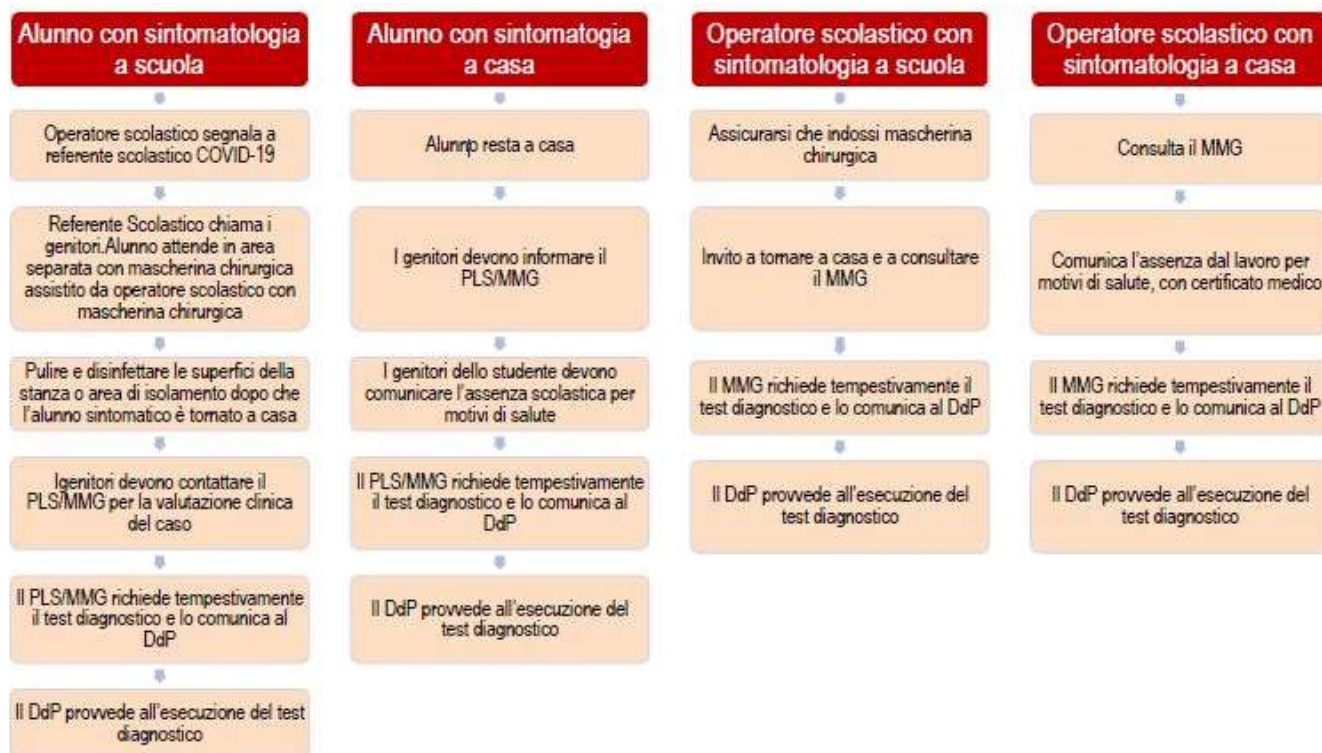 Alunno con sintomatologia
a scuola
Operatore scolastico segnala a
referente scolastico COVID-19
Referente Scolastico chiama i
genitori.Alunno attende in area
separata con mascherina chirurgica
assistito da operatore scolastico con
mascherina chirurgica
Pulire e disinfettare le superfici della
stanza o area di isolamento dopo che
l'alunno sintomatico è tornato a casa
Igenitori devono contattare il
PLS/MMG per la valutazione clinica
del caso
Il PLS/MMG richiede tempestivamente
il test diagnostico e lo comunica al
DdP
Il DdP provvede all'esecuzione del test
diagnostico
Alunno con sintomatogia
a casa
Alunno resta a casa
I genitori devono informare il
PLS/MMG
I genitori dello studente devono
comunicare l'assenza scolastica per
motivi di salute
Il PLS/MMG richiede tempestivamente
il test diagnostico e lo comunica al
DdP
Il DdP provvede all'esecuzione del
test diagnostico
Operatore scolastico con
sintomatologia a scuola
Assicurarsi che indossi mascherina
chirurgica
Invito a tornare a casa e a consultare
il MMG
Il MMG richiede tempestivamente il
test diagnostico e lo comunica al DdP
Il DdP provvede all'esecuzione del
test diagnostico
Operatore scolastico con
sintomatologia a casa
Consulta il MMG
Comunica l'assenza dal lavoro per
motivi di salute, con certificato medico
Il MMG richiede tempestivamente il
test diagnostico e lo comunica al DdP
Il DdP provvede all'esecuzione del
test diagnostico